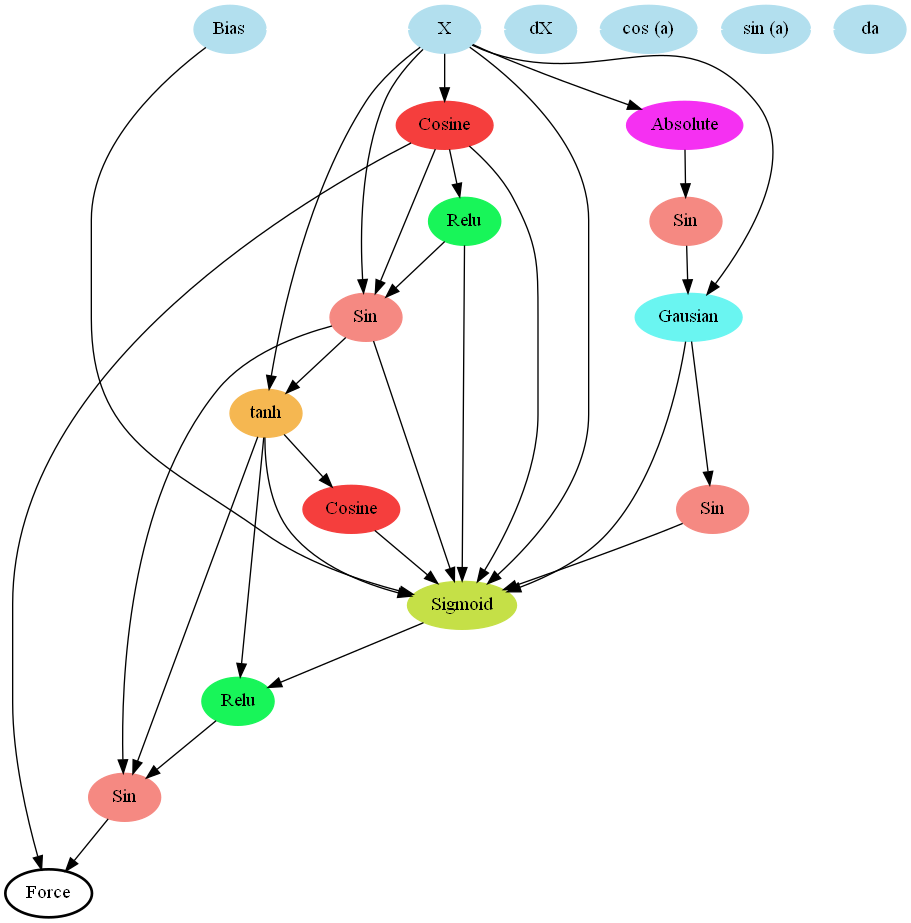 Bias
X
dX
cos (a)
sin (a)
da
Cosine
Absolute
Relu
Sin
Sin
Gausian
tanh
Cosine
Sin
Sigmoid
Relu
Sin
Force